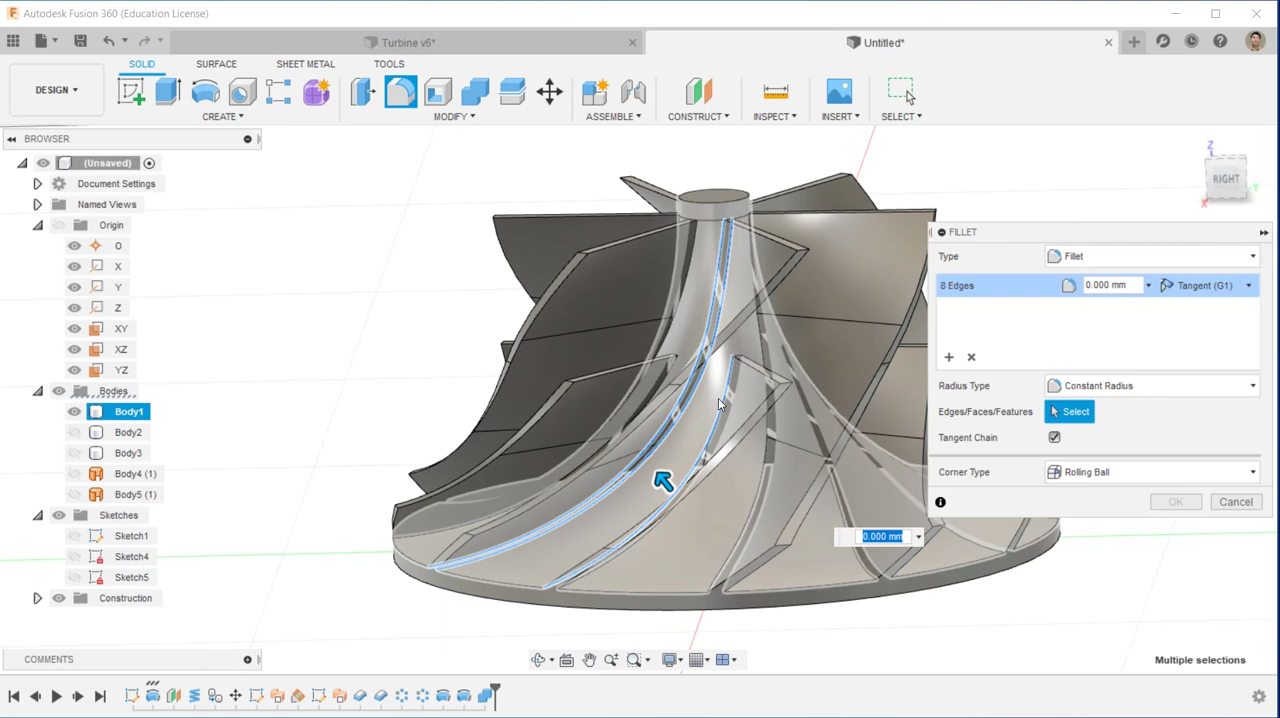 Autodesk Fusion 360 (Education License)
Turbine v6*
Untitled*
SOLID
SURFACE
SHEET METAL
TOOLS
DESIGN
CREATE
MODIFY
ASSEMBLE
CONSTRUCT
INSPECT
INSERT
SELECT
BROWSER
(Unsaved)
Document Settings
Named Views
Origin
O
X
Y
Z
XY
XZ
YZ
Bodies
Body1
Body2
Body3
Body4 (1)
Body5 (1)
Sketches
Sketch1
Sketch4
Sketch5
Construction
Z
RIGHT
X
Y
FILLET
Type
Fillet
8 Edges
0.000 mm
Tangent (G1)
Radius Type
Constant Radius
Edges/Faces/Features
Select
Tangent Chain
Corner Type
Rolling Ball
OK
Cancel
0.000 mm
COMMENTS
Multiple selections